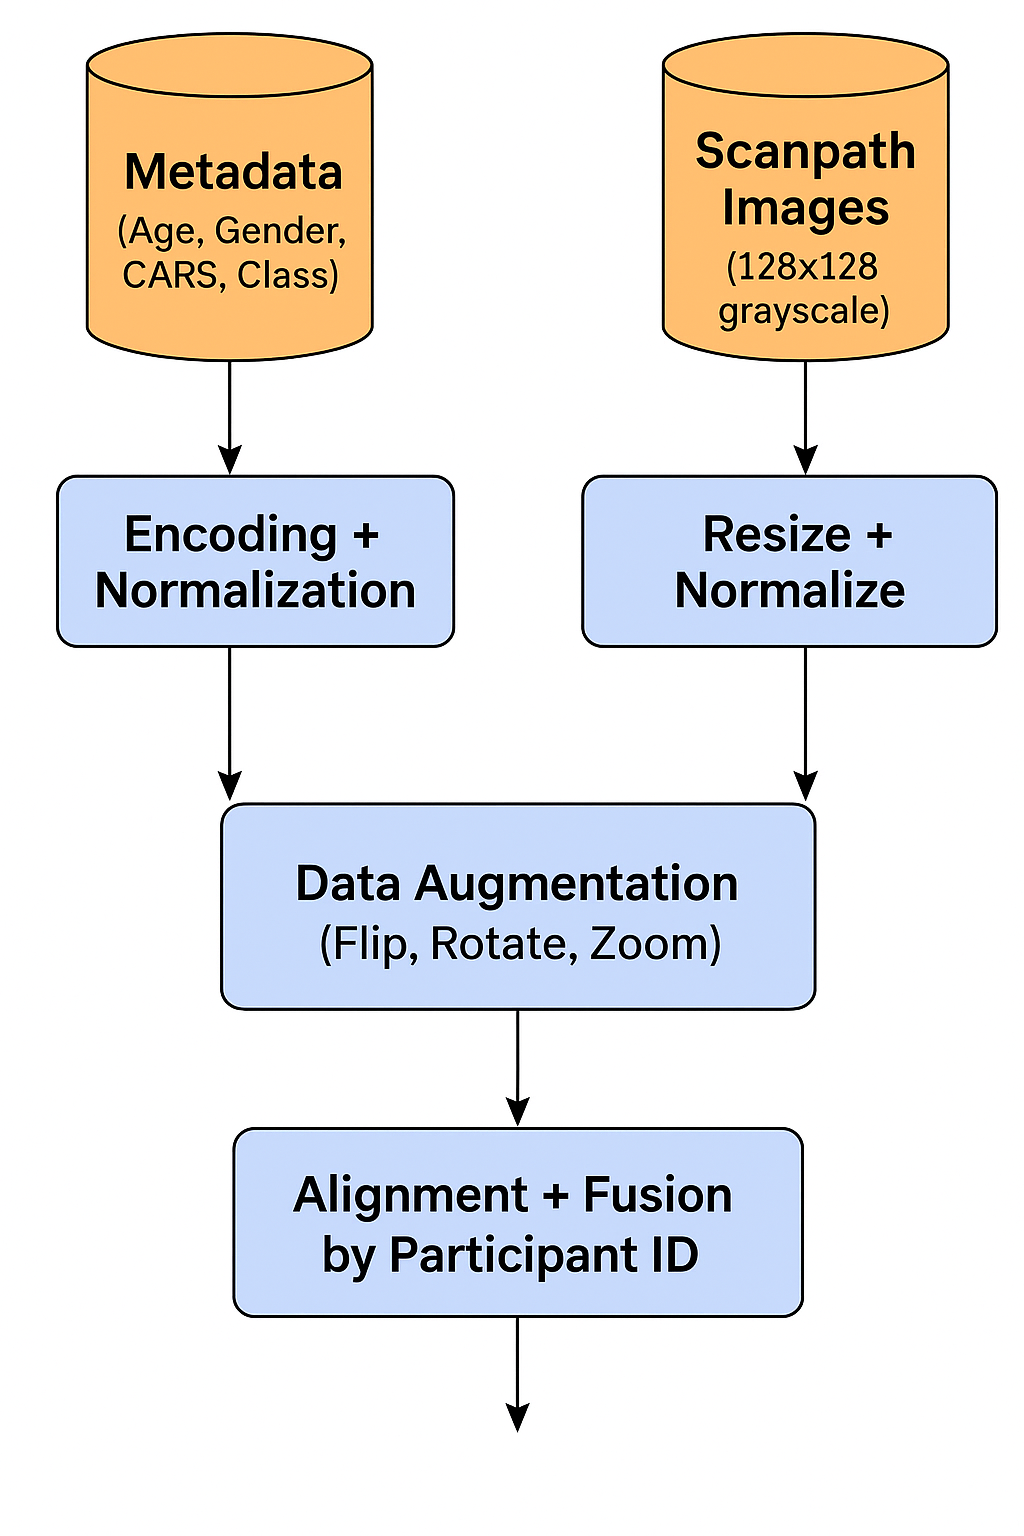 Metadata
(Age, Gender,
CARS, Class)
Scanpath
Images
(128x128
grayscale)
Encoding +
Normalization
Resize +
Normalize
Data Augmentation
(Flip, Rotate, Zoom)
Alignment + Fusion
by Participant ID